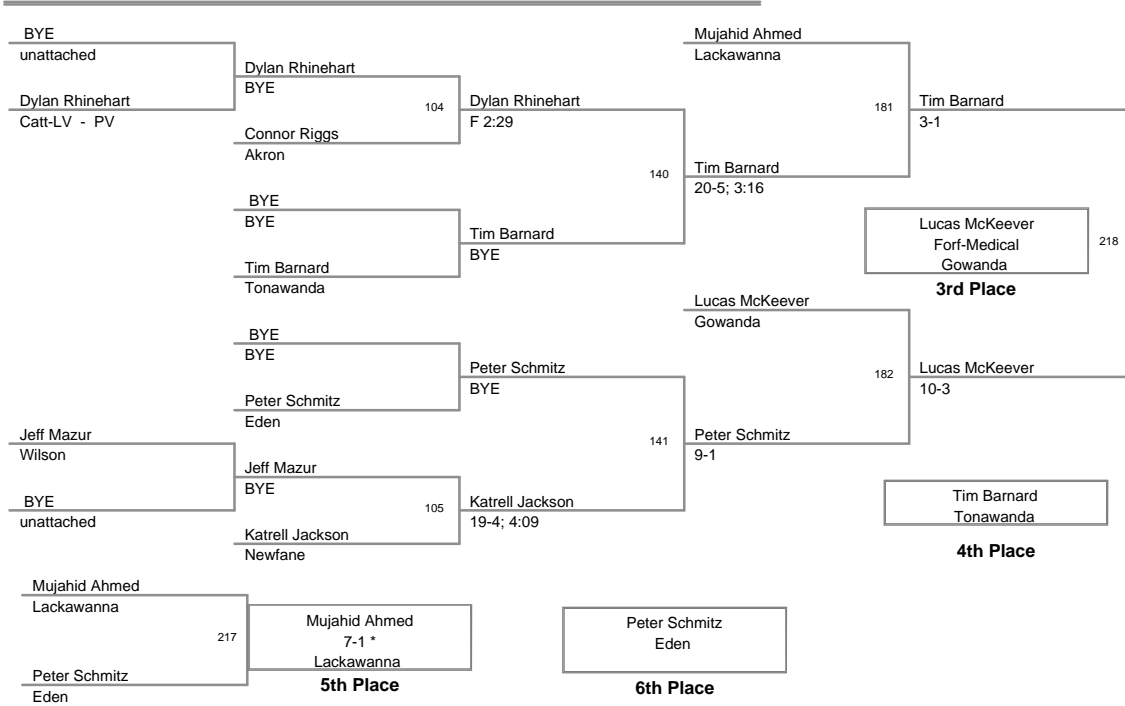 BYE
unattached
Dylan Rhinehart
BYE
Dylan Rhinehart
Catt-LV - PV
104
Dylan Rhinehart
F 2:29
Connor Riggs
Akron
140
BYE
BYE
Tim Barnard
BYE
Tim Barnard
Tonawanda
Mujahid Ahmed
Lackawanna
181
Tim Barnard
3-1
Tim Barnard
20-5; 3:16
Lucas McKeever
Forf-Medical
Gowanda
218
3rd Place
BYE
BYE
Peter Schmitz
BYE
Peter Schmitz
Eden
Jeff Mazur
Wilson
Jeff Mazur
BYE
BYE
unattached
105
Katrell Jackson
19-4; 4:09
Katrell Jackson
Newfane
141
Lucas McKeever
Gowanda
182
Lucas McKeever
10-3
Peter Schmitz
9-1
Tim Barnard
Tonawanda
4th Place
Mujahid Ahmed
Lackawanna
217
Peter Schmitz
Eden
Mujahid Ahmed
7-1 *
Lackawanna
5th Place
Peter Schmitz
Eden
6th Place